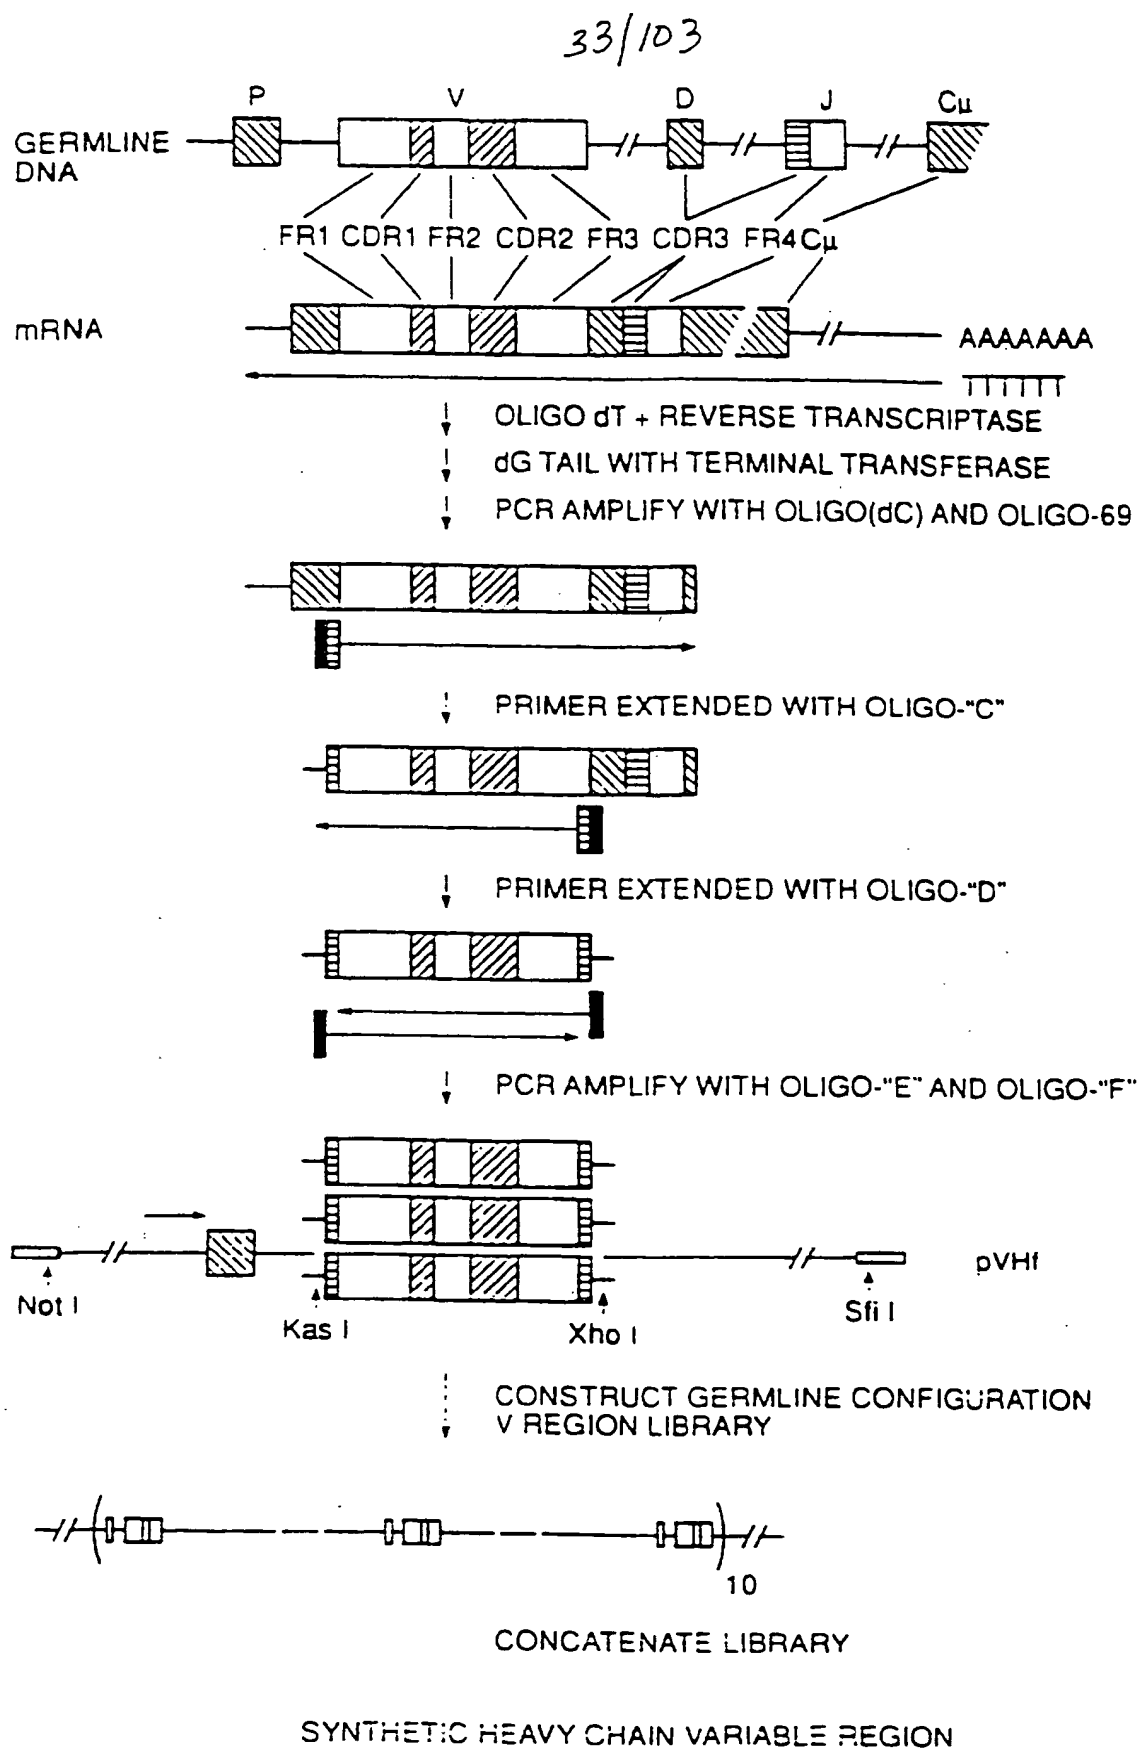 33/103
P V D J Cµ
GERMLINE
DNA
FR1 CDR1 FR2 CDR2 FR3 CDR3 FR4 Cµ
mRNA
AAAAAAA
TTTTTT
OLIGO dT + REVERSE TRANSCRIPTASE
dG TAIL WITH TERMINAL TRANSFERASE
PCR AMPLIFY WITH OLIGO(dC) AND OLIGO-69
PRIMER EXTENDED WITH OLIGO-"C"
PRIMER EXTENDED WITH OLIGO-"D"
PCR AMPLIFY WITH OLIGO-"E" AND OLIGO-"F"
pVHf
Not I
Kas I
Xho I
Sfi I
CONSTRUCT GERMLINE CONFIGURATION
V REGION LIBRARY
10
CONCATENATE LIBRARY
SYNTHETIC HEAVY CHAIN VARIABLE REGION